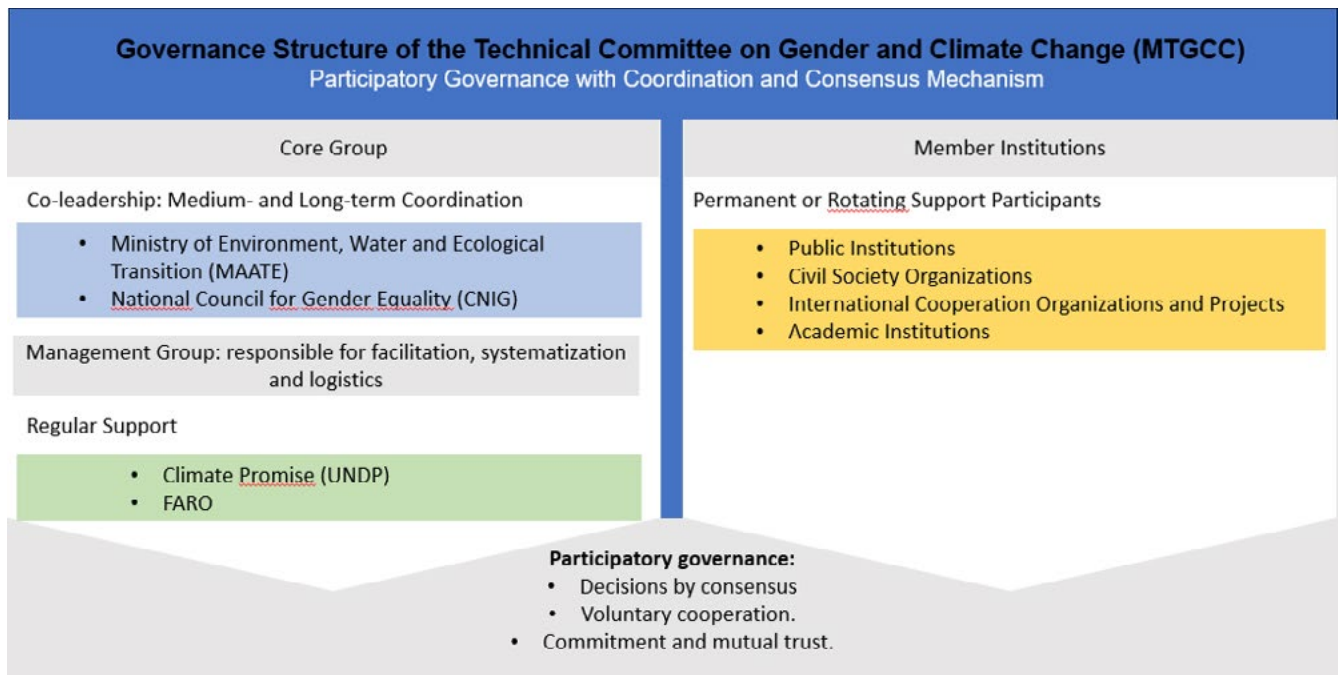 Governance Structure of the Technical Committee on Gender and Climate Change (MTGCC)
Participatory Governance with Coordination and Consensus Mechanism
Core Group
Co-leadership: Medium- and Long-term Coordination
• Ministry of Environment, Water and Ecological
Transition (MAATE)
• National Council for Gender Equality (CNIG)
Management Group: responsible for facilitation, systematization
and logistics
Regular Support
• Climate Promise (UNDP)
• FARO
Member Institutions
Permanent or Rotating Support Participants
• Public Institutions
• Civil Society Organizations
• International Cooperation Organizations and Projects
• Academic Institutions
Participatory governance:
• Decisions by consensus
• Voluntary cooperation.
• Commitment and mutual trust.